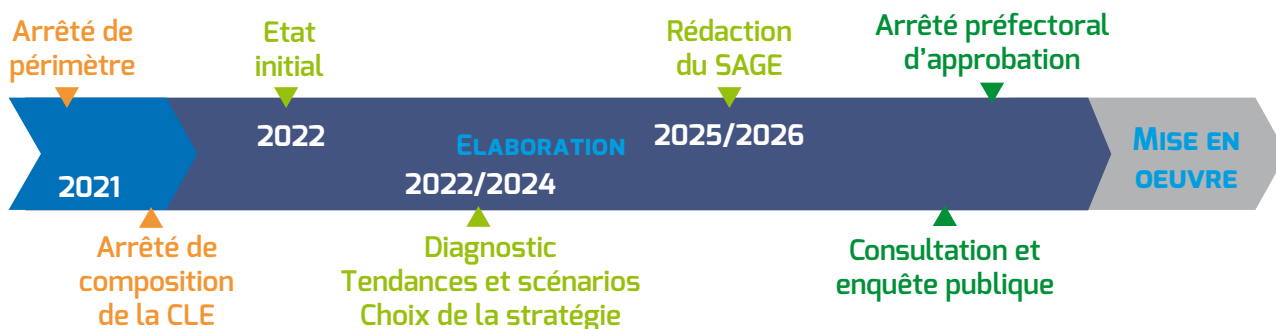 Arrêté de
périmètre
Etat
initial
Rédaction
du SAGE
Arrêté préfectoral
d'approbation
2021
2022
ELABORATION
2022/2024
2025/2026
MISE EN
OEUVRE
Arrêté de
composition
de la CLE
Diagnostic
Tendances et scénarios
Choix de la stratégie
Consultation et
enquête publique